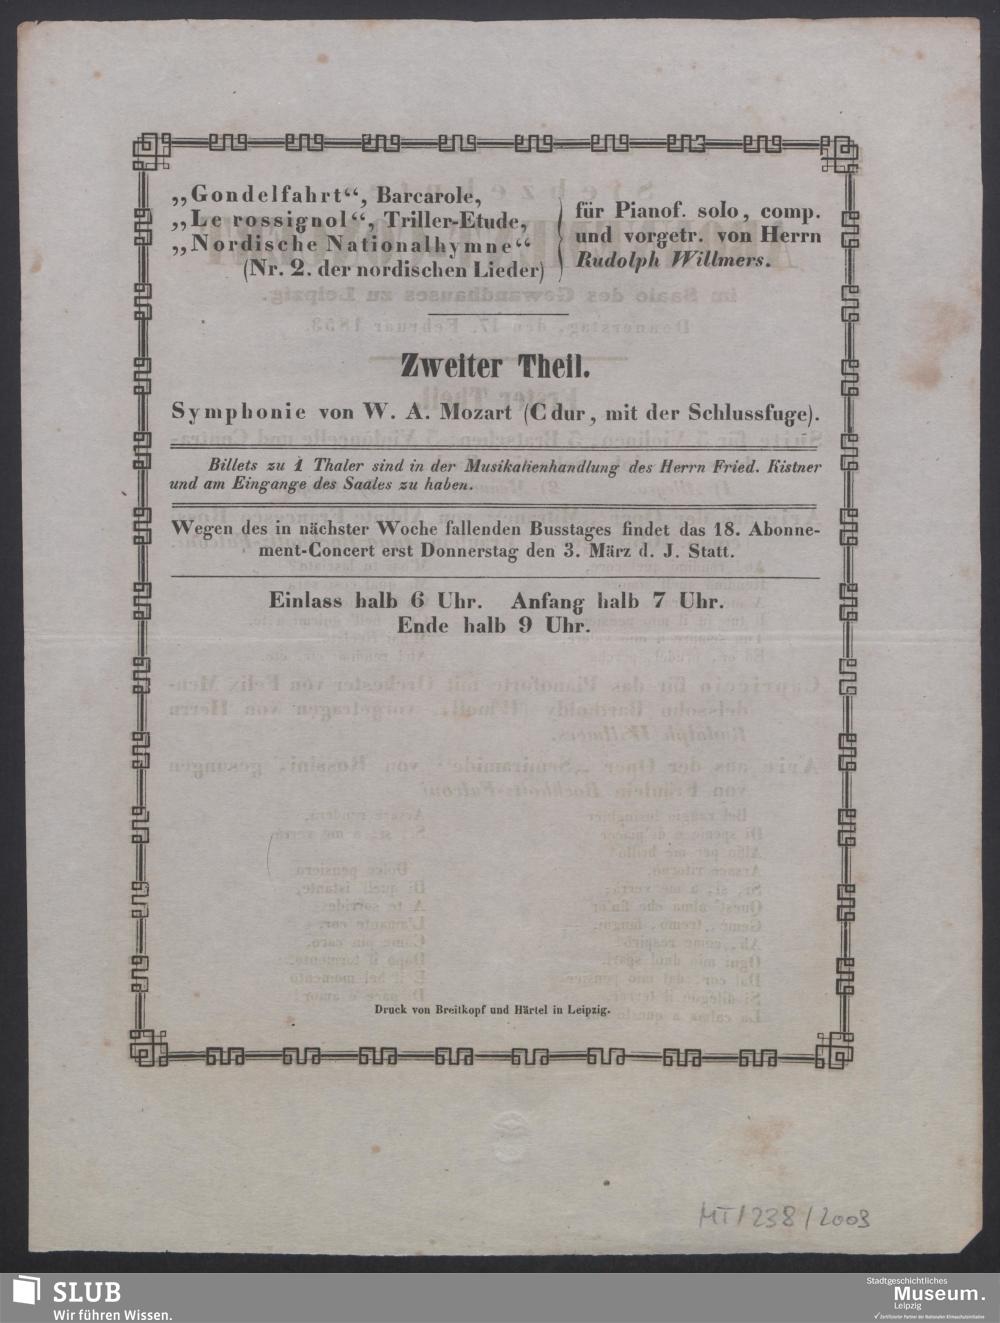 „Gondelfahrt“, Barcarole,
„Le rossignol“, Triller-Etude,
„Nordische Nationalhymne“
(Nr. 2. der nordischen Lieder)
für Pianof. solo, comp.
und vorgetr. von Herrn
Rudolph Willmers.
Zweiter Theil.
Symphonie von W. A. Mozart (C dur, mit der Schlussfuge).
Billets zu 1 Thaler sind in der Musikalienhandlung des Herrn Fried. Kistner
und am Eingange des Saales zu haben.
Wegen des in nächster Woche fallenden Busstages findet das 18. Abonne-
ment-Concert erst Donnerstag den 3. März d. J. Statt.
Einlass halb 6 Uhr. Anfang halb 7 Uhr.
Ende halb 9 Uhr.
Druck von Breitkopf und Härtel in Leipzig.
MT/238/2003
SLUB
Wir führen Wissen.
Stadtgeschichtliches
Museum.
Leipzig
Zertifizierter Partner der Nationalen Klimaschutzinitiative